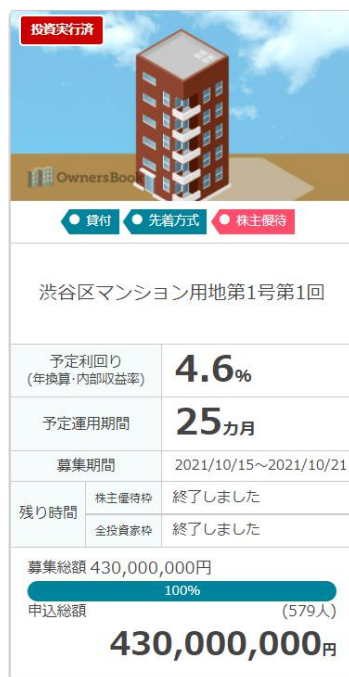 投資実行済
OwnersBook
貸付 先着方式 株主優待
渋谷区マンション用地第1号第1回
予定利回り
(年換算・内部収益率)
4.6%
予定運用期間
25カ月
募集期間
2021/10/15～2021/10/21
残り時間
株主優待枠
終了しました
全投資家枠
終了しました
募集総額 430,000,000円
100%
申込総額
(579人)
430,000,000円